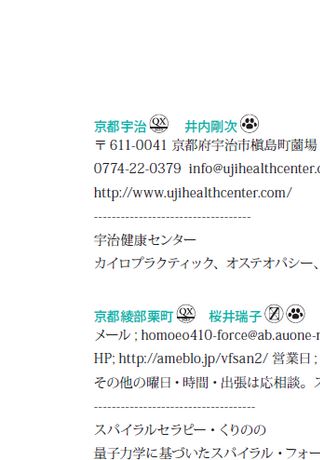 京都宇治 QX 井内剛次
〒611-0041 京都府宇治市槇島町薗場
0774-22-0379 info@ujihealthcenter.c
http://www.ujihealthcenter.com/
-----------------------------------
宇治健康センター
カイロプラクティック、オステオパシー、
京都綾部栗町 QX 桜井瑞子 Z
メール ; homoeo410-force@ab.auone-n
HP; http://ameblo.jp/vfsan2/ 営業日 ;
その他の曜日・時間・出張は応相談。ス
------------------------------------
スパイラルセラピー・くりのの
量子力学に基づいたスパイラル・フォー